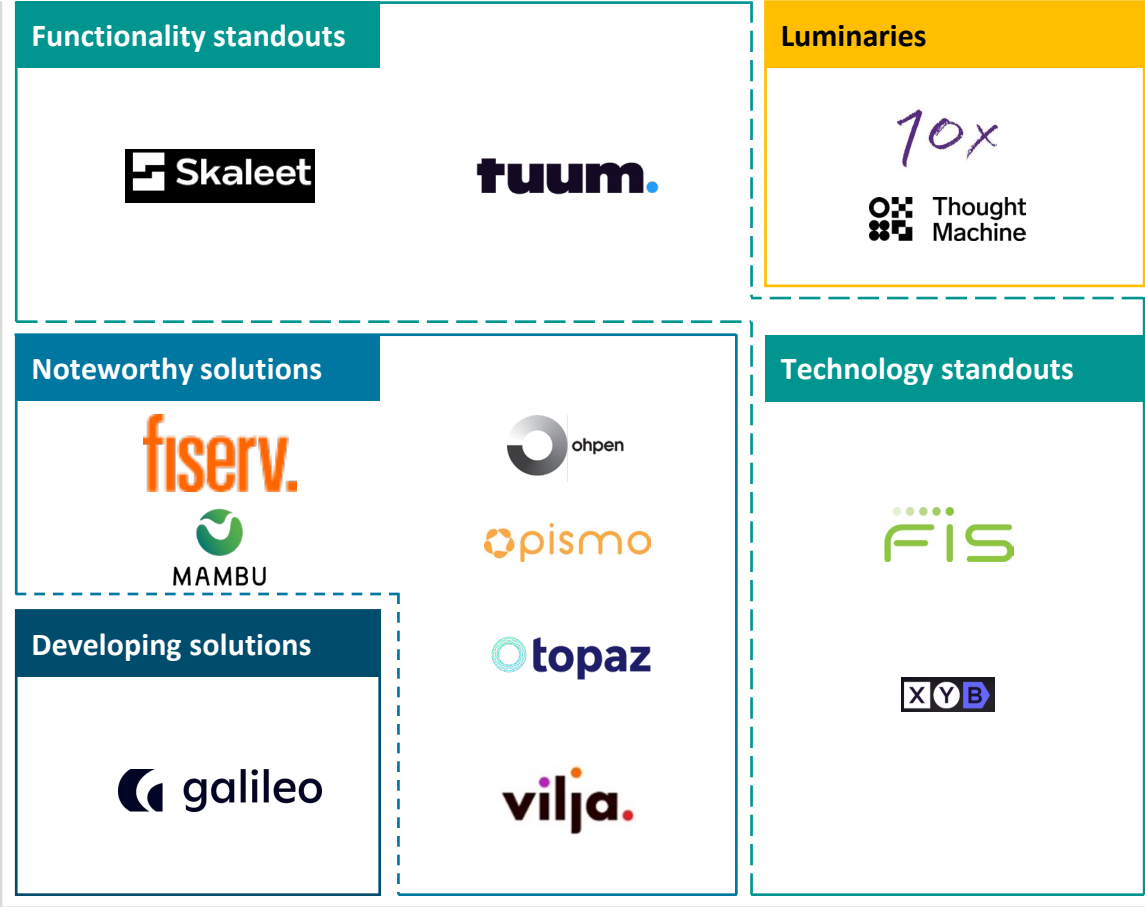 Functionality standouts
Skaleet
tuum.
Luminaries
10x
Thought
Machine
Noteworthy solutions
fiserv.
MAMBU
ohpen
pismo
topaz
vilja.
Technology standouts
FIS
XYB
Developing solutions
galileo